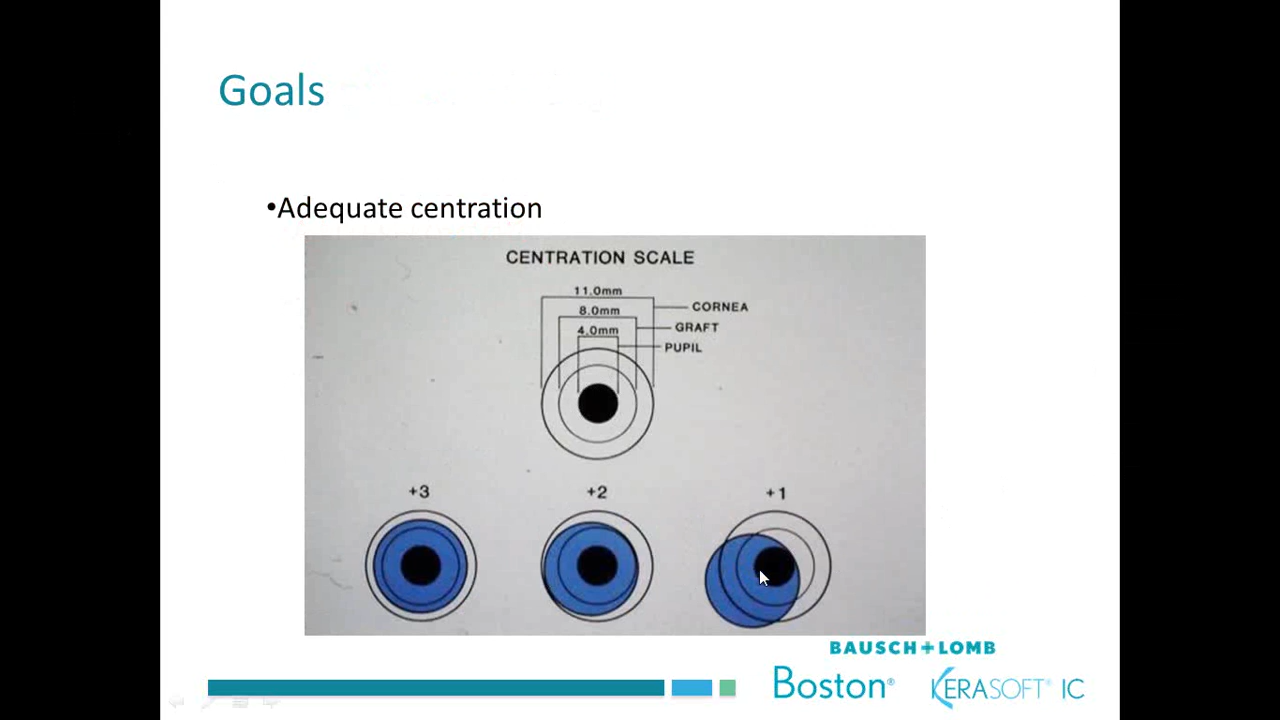 Goals
•Adequate centration
CENTRATION SCALE
11.0mm
CORNEA
8.0mm
GRAFT
4.0mm
PUPIL
+3
+2
+1
BAUSCH+LOMB
Boston®
KERASOFT® IC